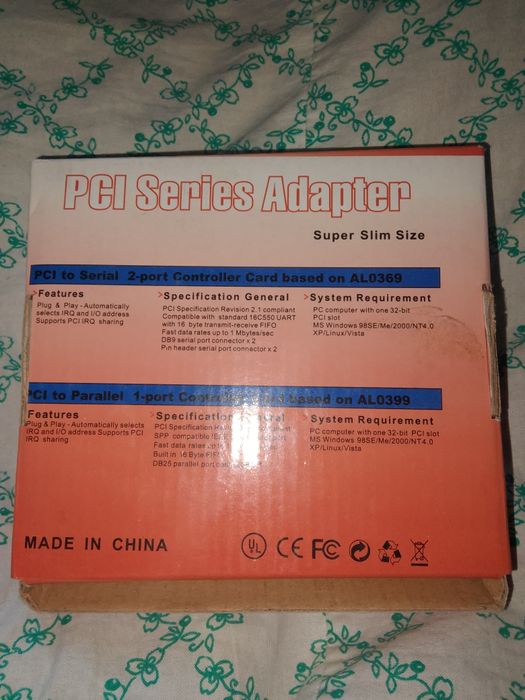 PCI Series Adapter
Super Slim Size
PCI to Serial 2-port Controller Card based on AL0369
Features
Plug & Play - Automatically
selects IRQ and I/O address
Supports PCI IRQ sharing
Specification General
PCI Specification Revision 2.1 compliant
Compatible with standard 16C550 UART
with 16 byte transmit-receive FIFO
Fast data rates up to 1 Mbytes/sec
DB9 serial port connector x 2
Pin header serial port connector x 2
System Requirement
PC computer with one 32-bit
PCI slot
MS Windows 98SE/Me/2000/NT4.0
XP/Linux/Vista
PCI to Parallel 1-port Controller Card based on AL0399
Features
Plug & Play - Automatically selects
IRQ and I/O address Supports PCI
IRQ sharing
Specification General
PCI Specification
SPP compatible
Fast data rates
Built in 16 Byte FIFO
DB25 parallel port
System Requirement
PC computer with one 32-bit PCI slot
MS Windows 98SE/Me/2000/NT4.0
XP/Linux/Vista
MADE IN CHINA
UL CE FC